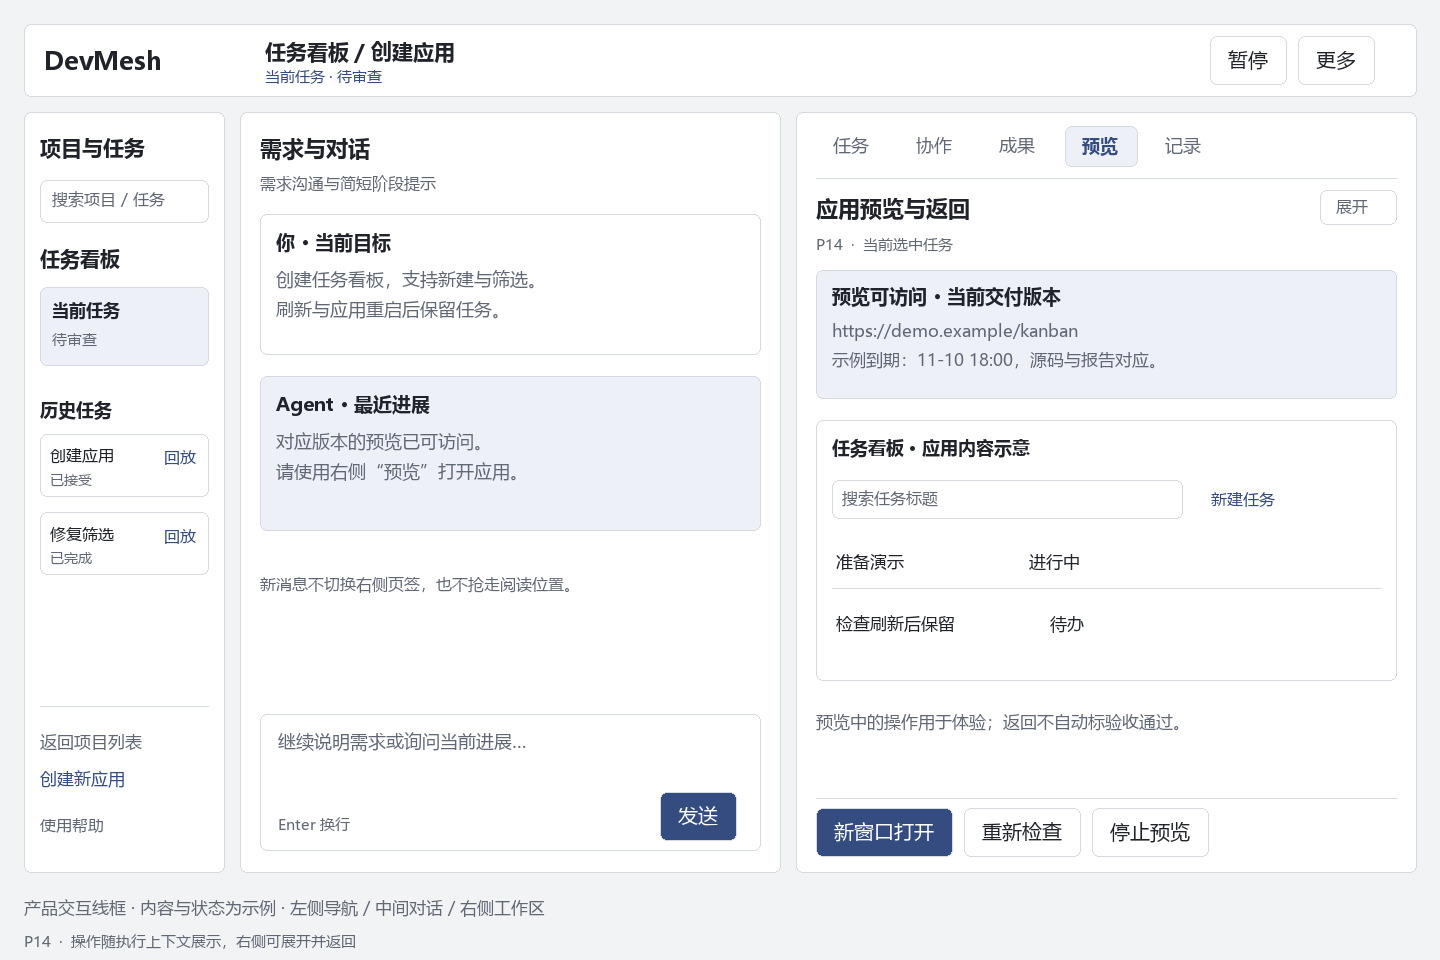 DevMesh
任务看板 / 创建应用
当前任务 · 待审查
暂停
更多
项目与任务
搜索项目 / 任务
任务看板
当前任务
待审查
历史任务
创建应用
回放
已接受
修复筛选
回放
已完成
返回项目列表
创建新应用
使用帮助
需求与对话
需求沟通与简短阶段提示
你 • 当前目标
创建任务看板，支持新建与筛选。
刷新与应用重启后保留任务。
Agent • 最近进展
对应版本的预览已可访问。
请使用右侧“预览”打开应用。
新消息不切换右侧页签，也不抢走阅读位置。
继续说明需求或询问当前进展...
Enter 换行
发送
任务
协作
成果
预览
记录
应用预览与返回
展开
P14 · 当前选中任务
预览可访问 • 当前交付版本
https://demo.example/kanban
示例到期：11-10 18:00，源码与报告对应。
任务看板 • 应用内容示意
搜索任务标题
新建任务
准备演示
进行中
检查刷新后保留
待办
预览中的操作用于体验；返回不自动标验收通过。
新窗口打开
重新检查
停止预览
产品交互线框 · 内容与状态为示例 · 左侧导航 / 中间对话 / 右侧工作区
P14 · 操作随执行上下文展示，右侧可展开并返回